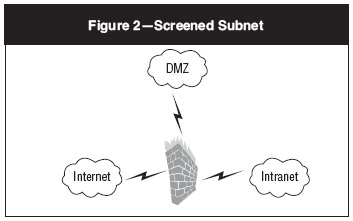 Figure 2—Screened Subnet
DMZ
Internet
Intranet